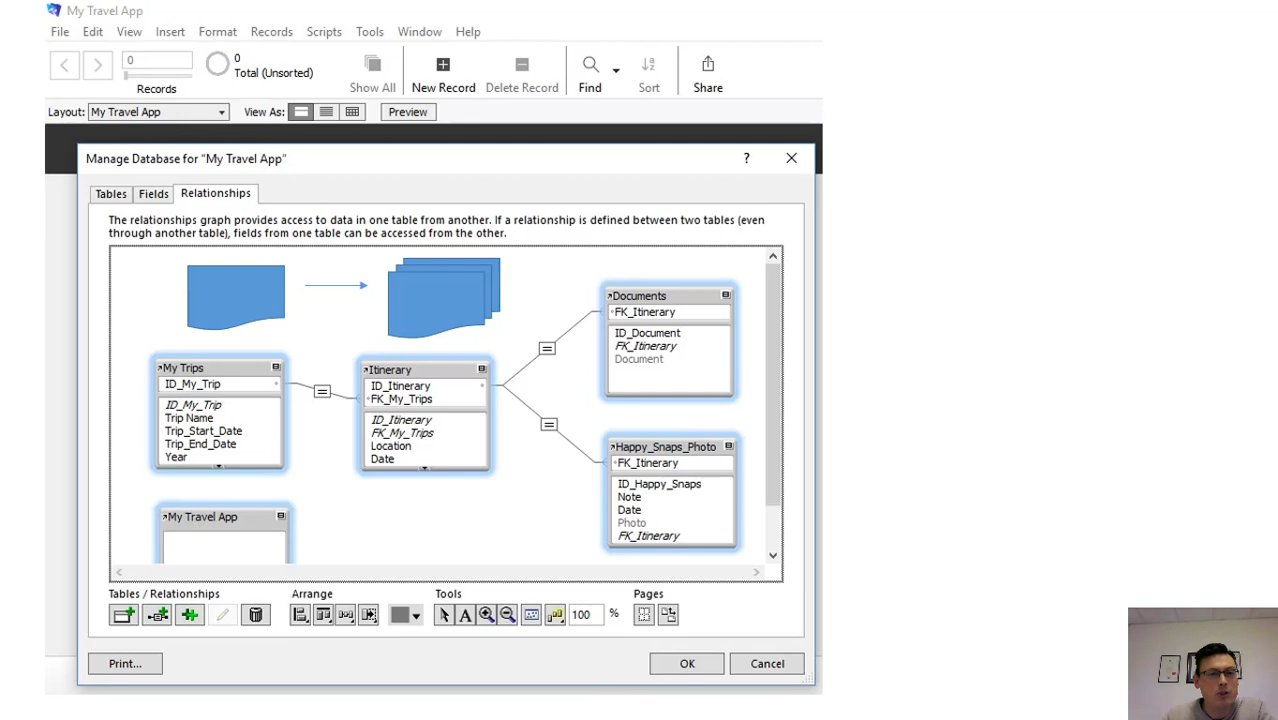 My Travel App
File Edit View Insert Format Records Scripts Tools Window Help
0
0
Total (Unsorted)
Records
Show All New Record Delete Record Find Sort Share
Layout: My Travel App View As: Preview
Manage Database for "My Travel App"
?
Tables Fields Relationships
The relationships graph provides access to data in one table from another. If a relationship is defined between two tables (even
through another table), fields from one table can be accessed from the other.
My Trips
ID_My_Trip
ID_My_Trip
Trip Name
Trip_Start_Date
Trip_End_Date
Year
=
Itinerary
ID_Itinerary
FK_My_Trips
ID_Itinerary
FK_My_Trips
Location
Date
=
=
Documents
FK_Itinerary
ID_Document
FK_Itinerary
Document
Happy_Snaps_Photo
FK_Itinerary
ID_Happy_Snaps
Note
Date
Photo
FK_Itinerary
My Travel App
Tables / Relationships Arrange Tools Pages
A 100 %
Print... OK Cancel